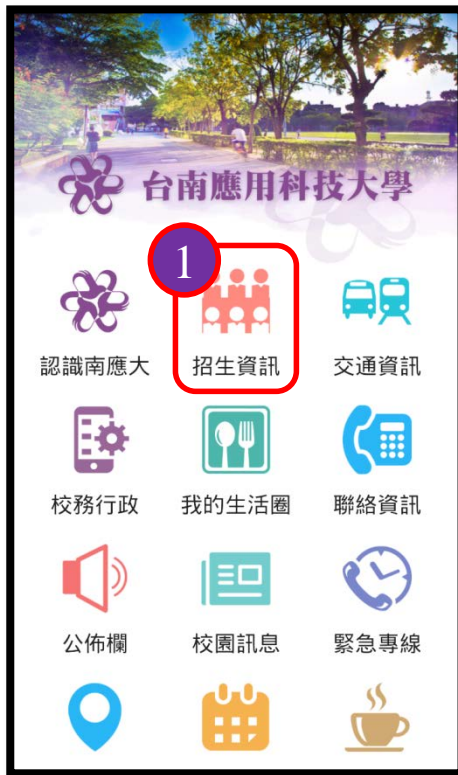 台南應用科技大學
1
認識南應大 招生資訊 交通資訊
校務行政 我的生活圈 聯絡資訊
公佈欄 校園訊息 緊急專線